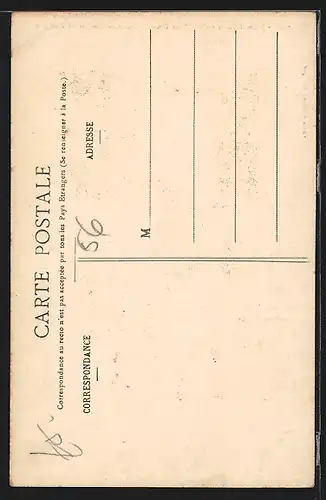 CARTE POSTALE
Correspondance au recto n'est pas acceptée par tous les Pays Etrangers (Se renseigner à la Poste.)
CORRESPONDANCE
ADRESSE
56
M